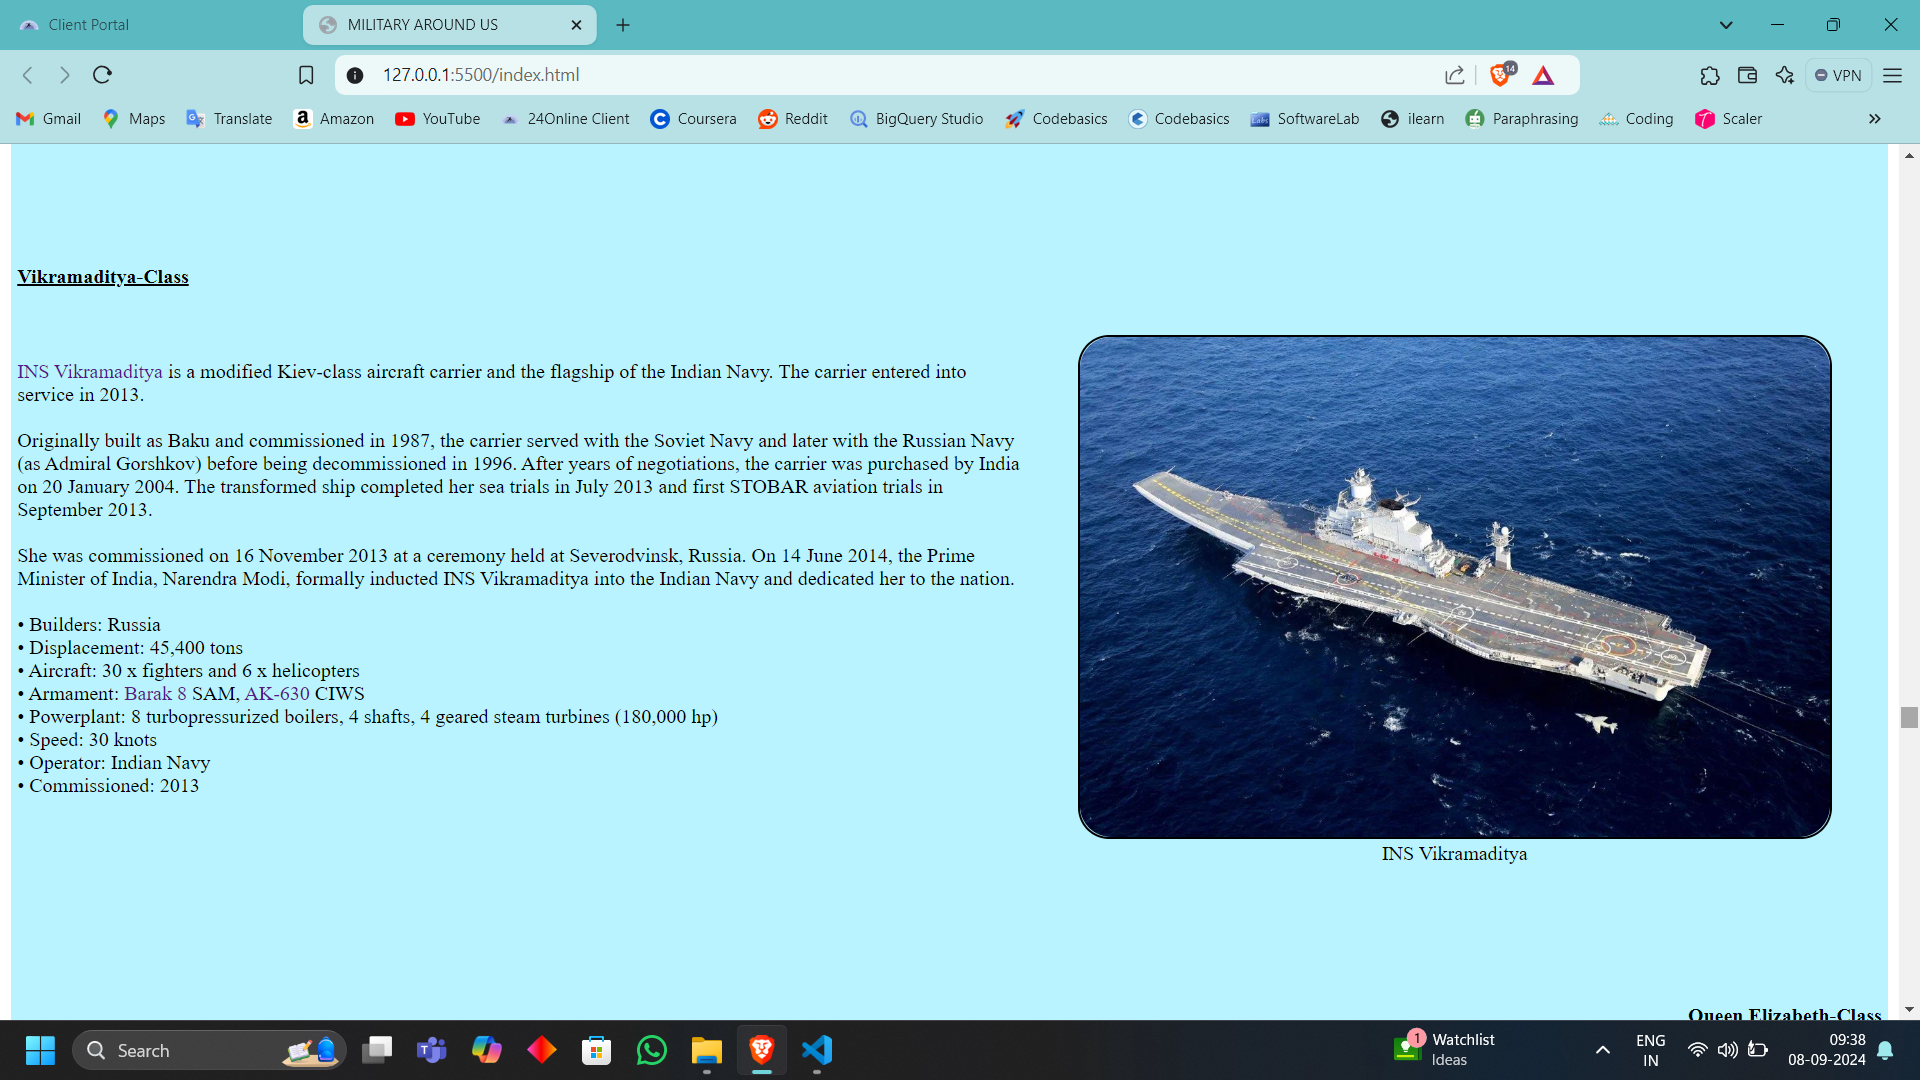 Client Portal
MILITARY AROUND US
127.0.0.1:5500/index.html
14
VPN
Gmail
Maps
Translate
Amazon
YouTube
24Online Client
Coursera
Reddit
BigQuery Studio
Codebasics
Codebasics
SoftwareLab
ilearn
Paraphrasing
Coding
Scaler
Vikramaditya-Class
INS Vikramaditya is a modified Kiev-class aircraft carrier and the flagship of the Indian Navy. The carrier entered into
service in 2013.
Originally built as Baku and commissioned in 1987, the carrier served with the Soviet Navy and later with the Russian Navy
(as Admiral Gorshkov) before being decommissioned in 1996. After years of negotiations, the carrier was purchased by India
on 20 January 2004. The transformed ship completed her sea trials in July 2013 and first STOBAR aviation trials in
September 2013.
She was commissioned on 16 November 2013 at a ceremony held at Severodvinsk, Russia. On 14 June 2014, the Prime
Minister of India, Narendra Modi, formally inducted INS Vikramaditya into the Indian Navy and dedicated her to the nation.
• Builders: Russia
• Displacement: 45,400 tons
• Aircraft: 30 x fighters and 6 x helicopters
• Armament: Barak 8 SAM, AK-630 CIWS
• Powerplant: 8 turbopressurized boilers, 4 shafts, 4 geared steam turbines (180,000 hp)
• Speed: 30 knots
• Operator: Indian Navy
• Commissioned: 2013
INS Vikramaditya
Queen Elizabeth-Class
Search
1
Watchlist
Ideas
ENG
IN
09:38
08-09-2024